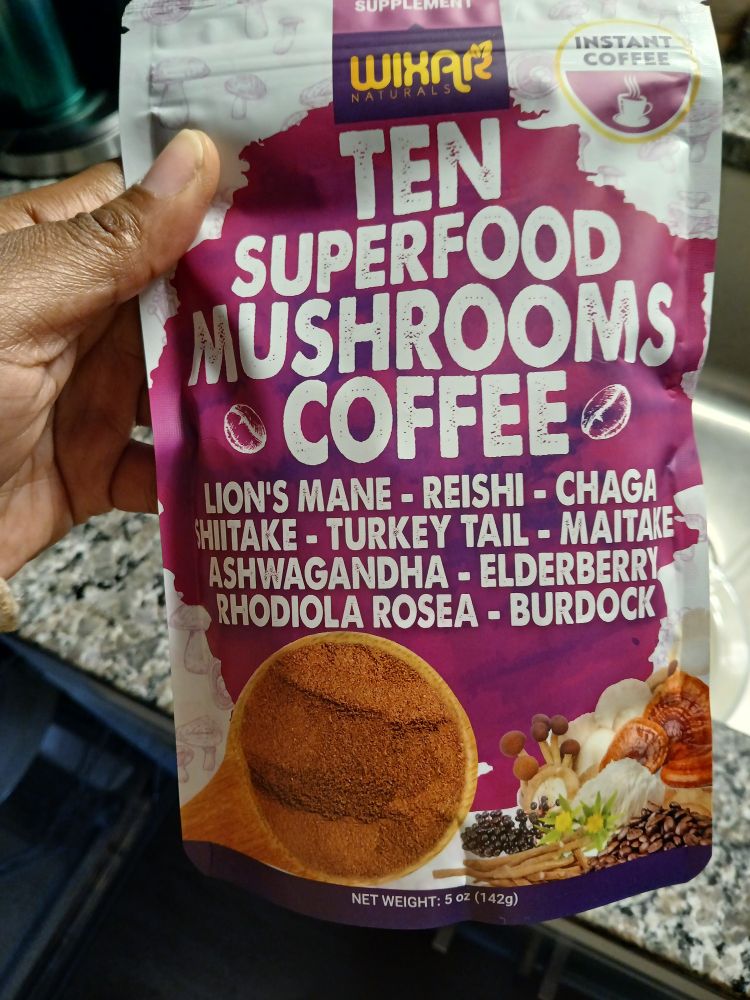 SUPPLEMENT
WIXAR
NATURALS
INSTANT
COFFEE
TEN
SUPERFOOD
MUSHROOMS
COFFEE
LION'S MANE - REISHI - CHAGA
SHIITAKE - TURKEY TAIL - MAITAKE
ASHWAGANDHA - ELDERBERRY
RHODIOLA ROSEA - BURDOCK
NET WEIGHT: 5 oz (142g)